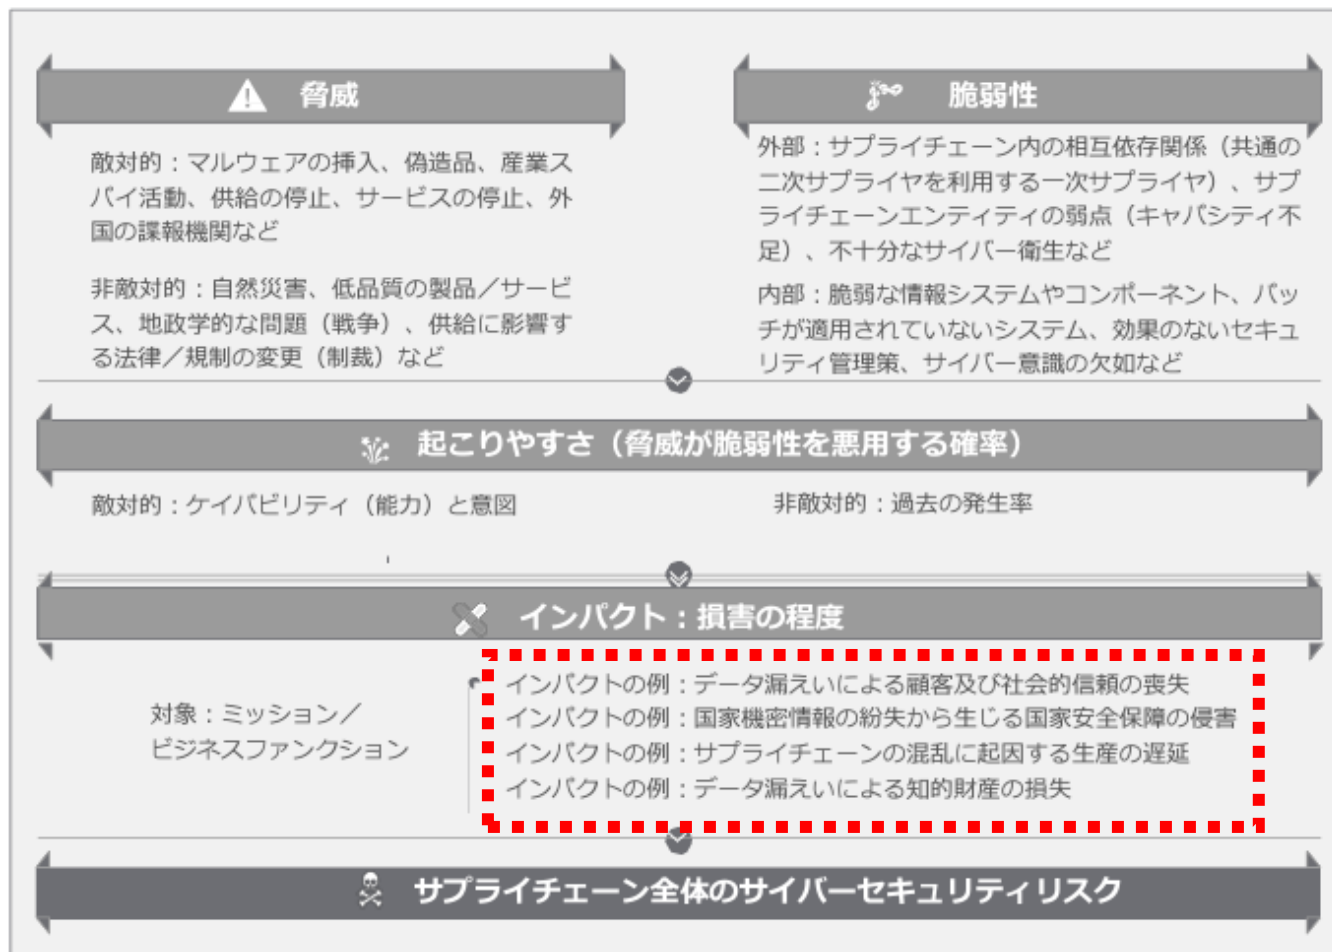 脅威
敵対的：マルウェアの挿入、偽造品、産業ス
パイ活動、供給の停止、サービスの停止、外
国の諜報機関など
非敵対的：自然災害、低品質の製品／サービ
ス、地政学的な問題（戦争）、供給に影響す
る法律／規制の変更（制裁）など
脆弱性
外部：サプライチェーン内の相互依存関係（共通の
二次サプライヤを利用する一次サプライヤ）、サプ
ライチェーンエンティティの弱点（キャパシティ不
足）、不十分なサイバー衛生など
内部：脆弱な情報システムやコンポーネント、パッ
チが適用されていないシステム、効果のないセキュ
リティ管理策、サイバー意識の欠如など
起こりやすさ（脅威が脆弱性を悪用する確率）
敵対的：ケイパビリティ（能力）と意図
非敵対的：過去の発生率
インパクト：損害の程度
対象：ミッション／
ビジネスファンクション
インパクトの例：データ漏えいによる顧客及び社会的信頼の喪失
インパクトの例：国家機密情報の紛失から生じる国家安全保障の侵害
インパクトの例：サプライチェーンの混乱に起因する生産の遅延
インパクトの例：データ漏えいによる知的財産の損失
サプライチェーン全体のサイバーセキュリティリスク